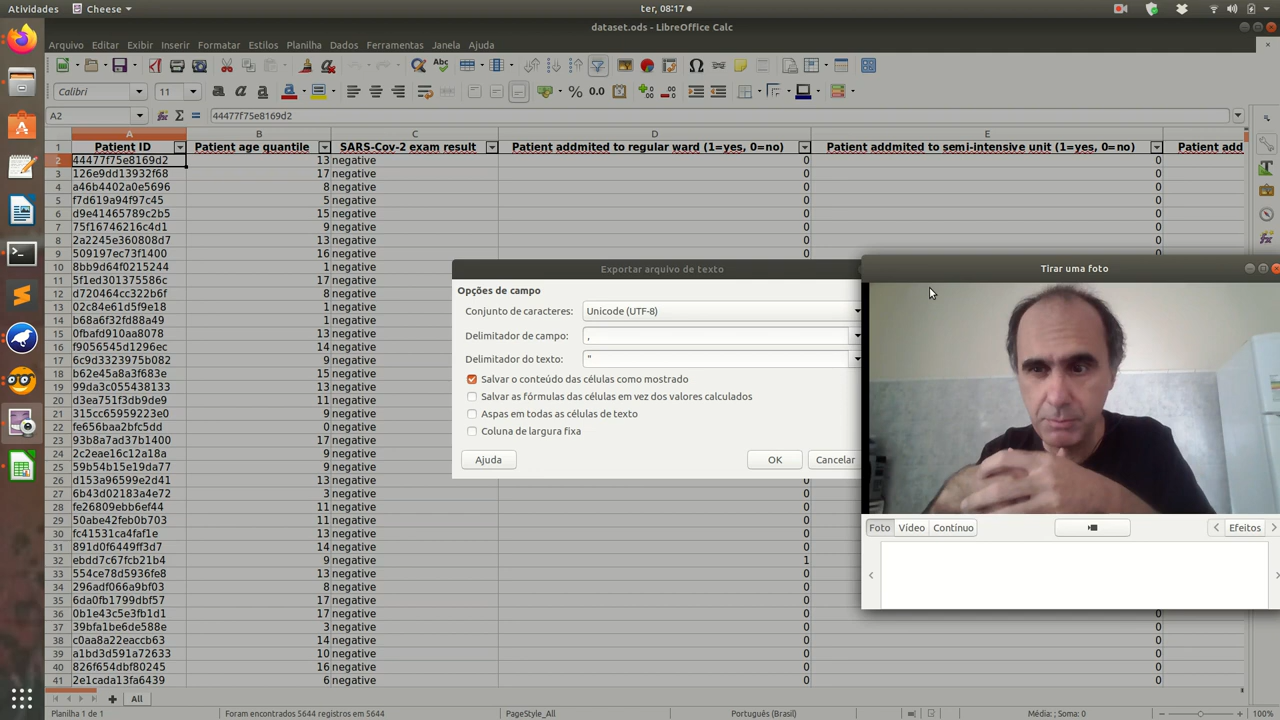 Atividades Cheese ter, 08:17
dataset.ods - LibreOffice Calc
Arquivo Editar Exibir Inserir Formatar Estilos Planilha Dados Ferramentas Janela Ajuda
Calibri 11
A2 44477f75e8169d2
A B C D E
1 Patient ID Patient age quantile SARS-Cov-2 exam result Patient addmited to regular ward (1=yes, 0=no) Patient addmited to semi-intensive unit (1=yes, 0=no) Patient add
2 44477f75e8169d2 13 negative 0 0
3 126e9dd13932f68 17 negative 0 0
4 a46b4402a0e5696 8 negative 0 0
5 f7d619a94f97c45 5 negative 0 0
6 d9e41465789c2b5 15 negative 0 0
7 75f16746216c4d1 9 negative 0 0
8 2a2245e360808d7 13 negative 0 0
9 509197ec73f1400 16 negative 0 0
10 8bb9d64f0215244 1 negative
11 5f1ed301375586c 17 negative
12 d720464cc322b6f 8 negative
13 02c84e61d5f9e18 1 negative
14 b68a6f32fd88a49 1 negative
15 0fbafd910aa8078 13 negative
16 f9056545d1296ec 14 negative
17 6c9d3323975b082 9 negative
18 b62e45a8a3f3692 15 negative
19 99da3c055438133 13 negative
20 d3ea751afc7d4b9 11 negative
21 315cc65959223e0 9 negative
22 fe656baa2bfc5dd 0 negative
23 93b8a7ad37b1400 17 negative
24 2c2eae16c12a18a 9 negative
25 59b54b15e19da56 9 negative
26 d153a96599e2d41 13 negative 0
27 6b43d02183a4e72 3 negative 0
28 fe26809ebb6ef44 11 negative 0
29 50abe42feb0b703 11 negative 0
30 fc41531ca4faf1e 13 negative 0
31 891d0f6449ff3d7 14 negative 0
32 ebdd7c67fcb21b4 9 negative 1
33 554ce78d5936fe8 13 negative 0
34 296adf066a9bf03 8 negative 0
35 6da0fb1799dbf57 17 negative 0
36 0b1e43c5e3fb1d1 17 negative 0 0
37 39bfa1be6de588e 3 negative 0 0
38 c0aa8a22eaccb63 14 negative 0 0
39 a1bd3d591a72633 10 negative 0 0
40 826f654dbf80245 16 negative 0 0
41 2e1cada13fa6439 6 negative 0 0
Exportar arquivo de texto
Opções de campo
Conjunto de caracteres: Unicode (UTF-8)
Delimitador de campo: ,
Delimitador do texto: "
Salvar o conteúdo das células como mostrado
Salvar as fórmulas das células em vez dos valores calculados
Aspas em todas as células de texto
Coluna de largura fixa
Ajuda OK Cancelar
Tirar uma foto
Foto Vídeo Contínuo Efeitos
All
Planilha 1 de 1 Foram encontrados 5644 registros em 5644 PageStyle_All Português (Brasil) Média: ; Soma: 0 100%